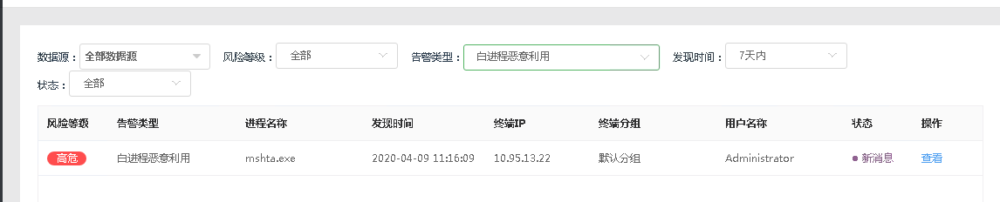 数据源：全部数据源 风险等级：全部 告警类型：白进程恶意利用 发现时间：7天内
状态：全部
风险等级 告警类型 进程名称 发现时间 终端IP 终端分组 用户名称 状态 操作
高危 白进程恶意利用 mshta.exe 2020-04-09 11:16:09 10.95.13.22 默认分组 Administrator 新消息 查看